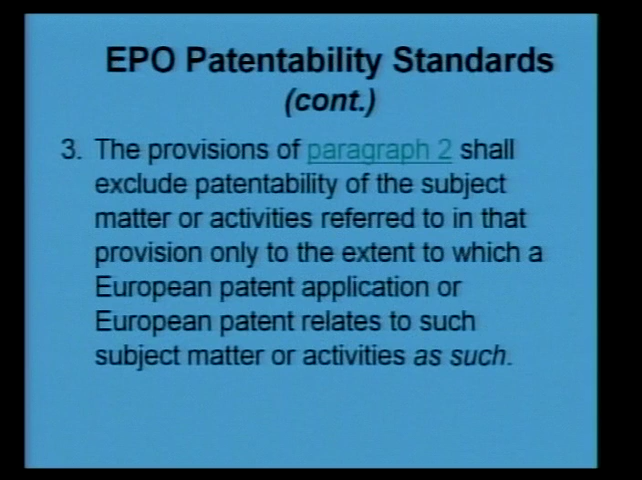 EPO Patentability Standards
(cont.)
3. The provisions of paragraph 2 shall
exclude patentability of the subject
matter or activities referred to in that
provision only to the extent to which a
European patent application or
European patent relates to such
subject matter or activities as such.